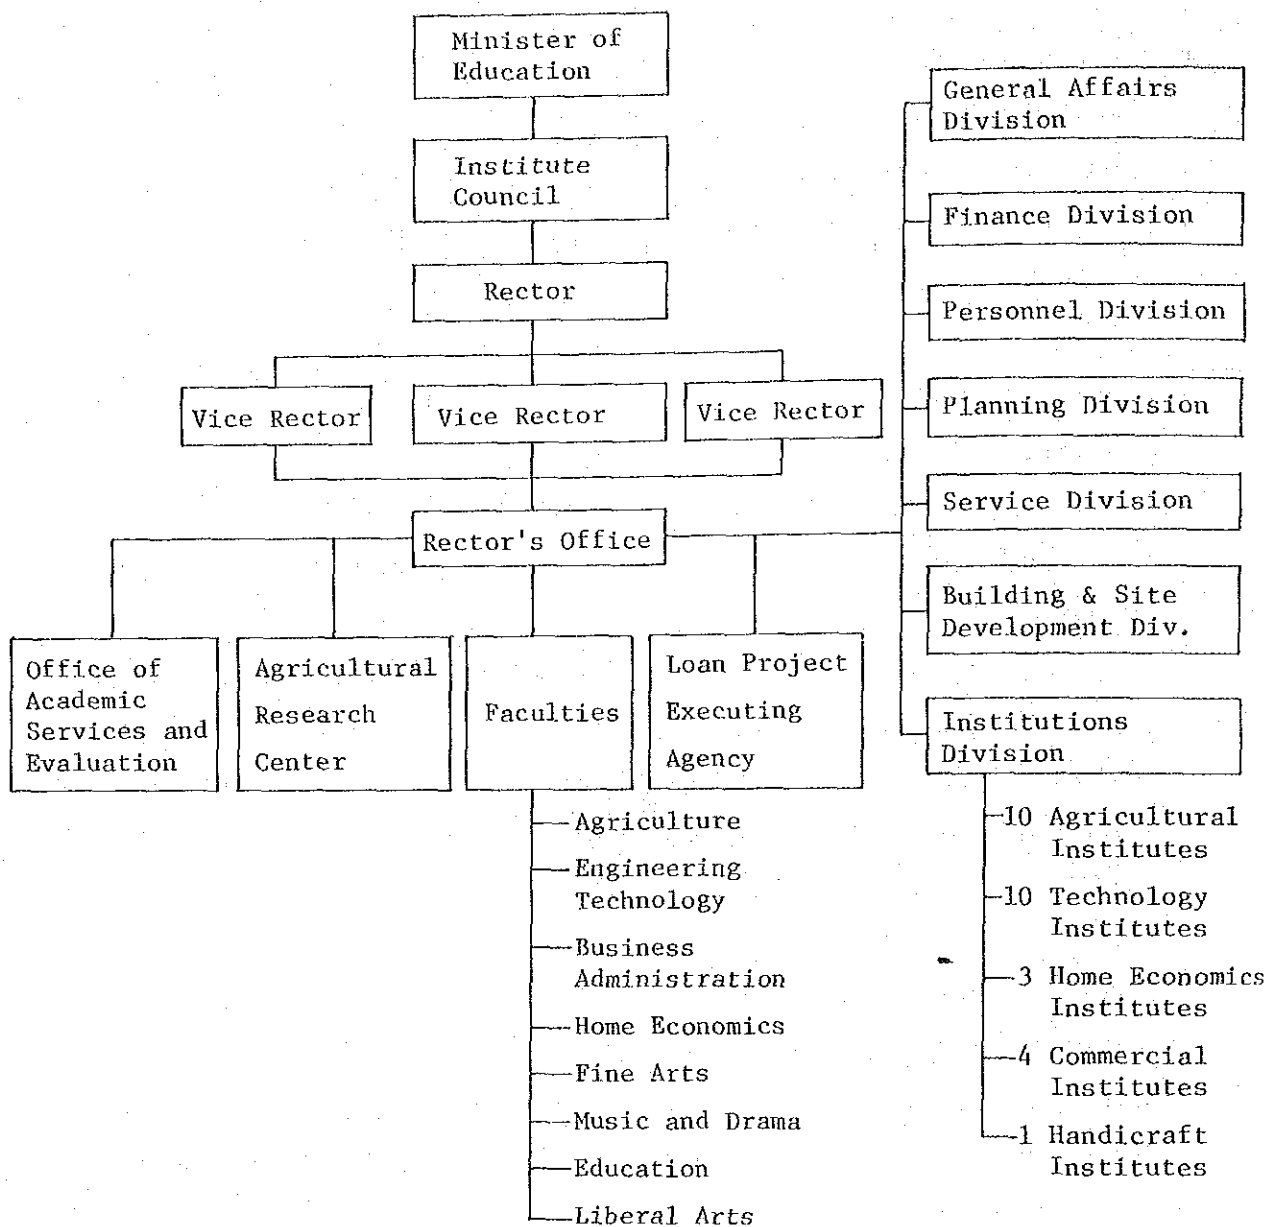 Minister of
Education
Institute
Council
Rector
Vice Rector
Vice Rector
Vice Rector
Rector's Office
Office of
Academic
Services and
Evaluation
Agricultural
Research
Center
Faculties
Loan Project
Executing
Agency
Agriculture
Engineering
Technology
Business
Administration
Home Economics
Fine Arts
Music and Drama
Education
Liberal Arts
General Affairs
Division
Finance Division
Personnel Division
Planning Division
Service Division
Building & Site
Development Div.
Institutions
Division
10 Agricultural
Institutes
10 Technology
Institutes
3 Home Economics
Institutes
4 Commercial
Institutes
1 Handicraft
Institutes